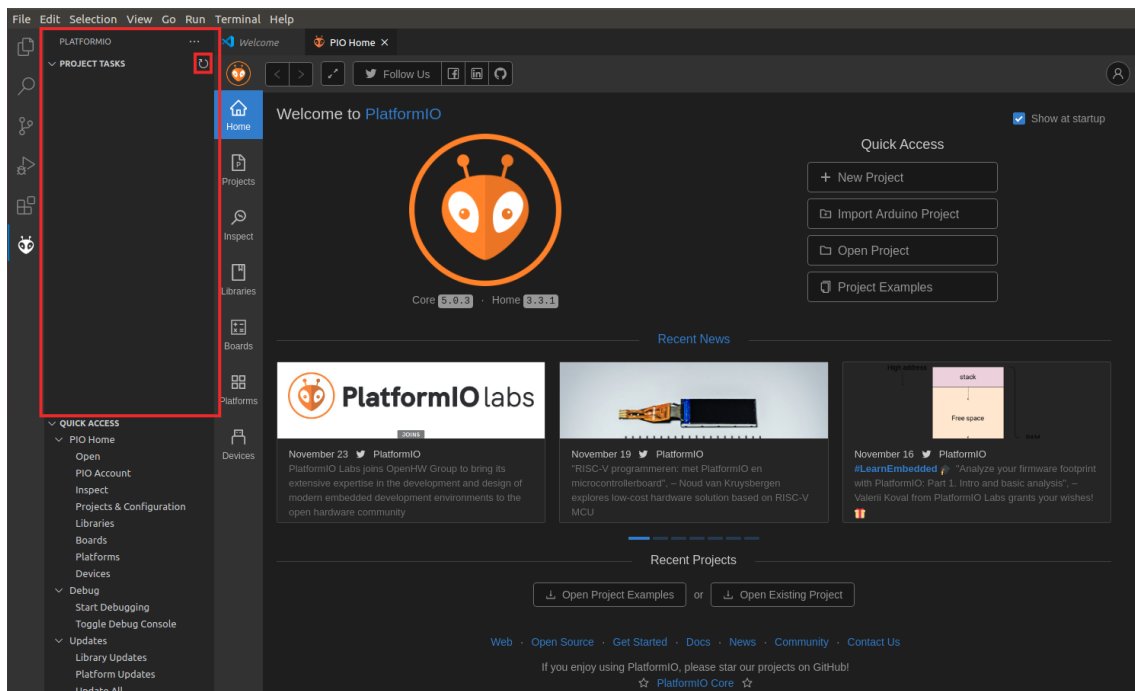 File Edit Selection View Go Run Terminal Help
PLATFORMIO
PROJECT TASKS
QUICK ACCESS
PIO Home
Open
PIO Account
Inspect
Projects & Configuration
Libraries
Boards
Platforms
Devices
Debug
Start Debugging
Toggle Debug Console
Updates
Library Updates
Platform Updates
Update All
Welcome
PIO Home
Follow Us
Home
Projects
Inspect
Libraries
Boards
Platforms
Devices
Welcome to PlatformIO
Show at startup
Core 5.0.3 · Home 3.3.1
Quick Access
New Project
Import Arduino Project
Open Project
Project Examples
Recent News
PlatformIO labs
JOINS
November 23 PlatformIO
PlatformIO Labs joins OpenHW Group to bring its
extensive expertise in the development and design of
modern embedded development environments to the
open hardware community
November 19 PlatformIO
"RISC-V programmeren: met PlatformIO en
microcontrollerboard", – Noud van Kruysbergen
explores low-cost hardware solution based on RISC-V
MCU
High address
stack
Free space
November 16 PlatformIO
#LearnEmbedded "Analyze your firmware footprint
with PlatformIO: Part 1. Intro and basic analysis", –
Valerii Koval from PlatformIO Labs grants your wishes!
Recent Projects
Open Project Examples or Open Existing Project
Web · Open Source · Get Started · Docs · News · Community · Contact Us
If you enjoy using PlatformIO, please star our projects on GitHub!
PlatformIO Core